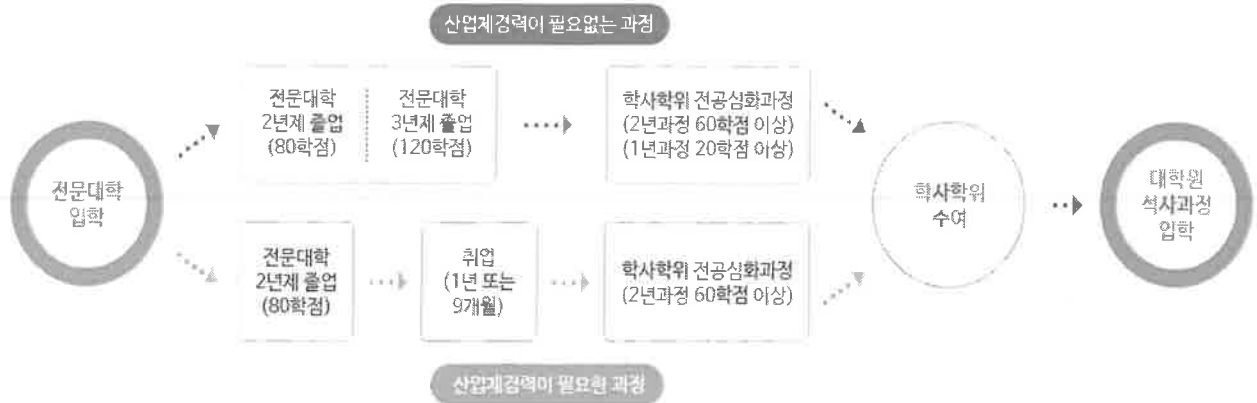 산업체경력이 필요없는 과정
전문대학
입학
전문대학
2년제 졸업
(80학점)
전문대학
3년제 졸업
(120학점)
학사학위 전공심화과정
(2년과정 60학점 이상)
(1년과정 20학점 이상)
전문대학
2년제 졸업
(80학점)
취업
(1년 또는
9개월)
학사학위 전공심화과정
(2년과정 60학점 이상)
학사학위
수여
대학원
석사과정
입학
산업체경력이 필요한 과정